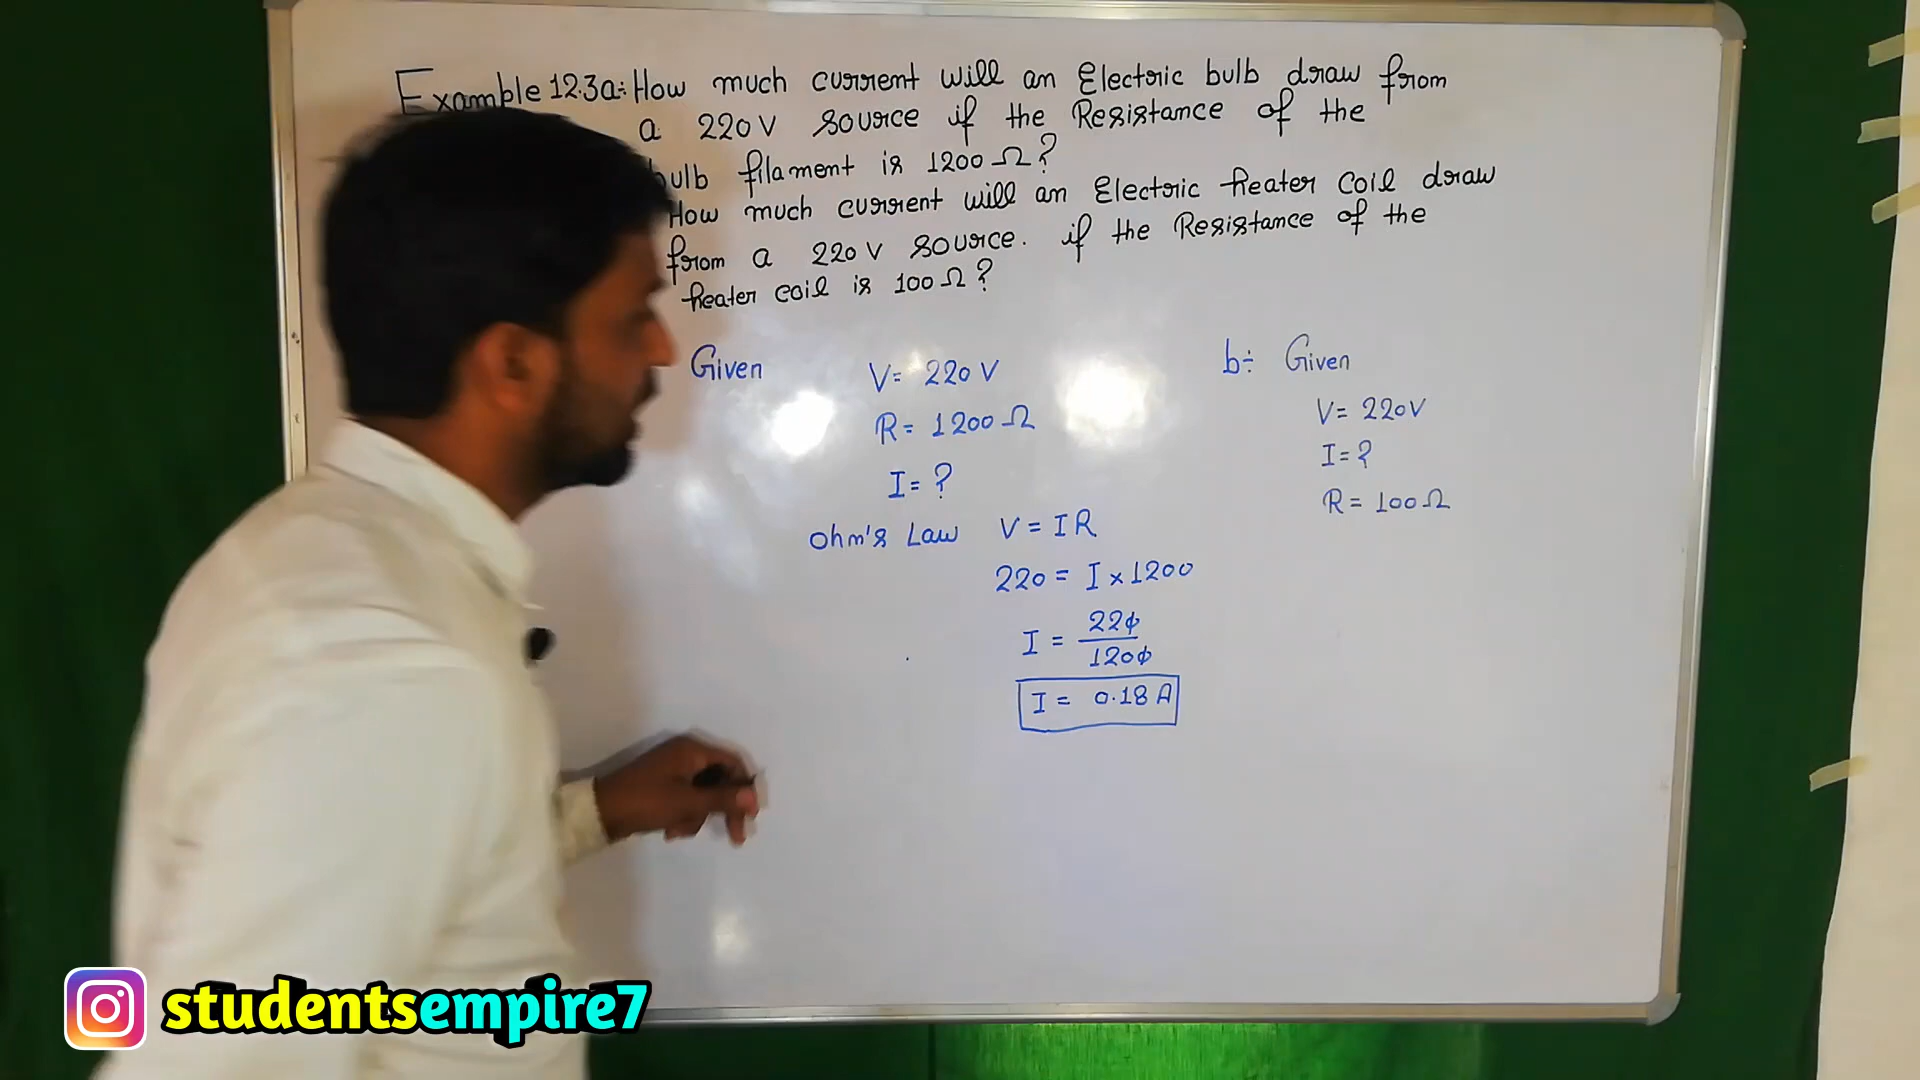 Example 12.3a:- How much current will an Electric bulb draw from
a 220V source if the Resistance of the
bulb filament is 1200 Ω?
How much current will an Electric heater coil draw
from a 220 V source. if the Resistance of the
heater coil is 100 Ω?
Given
V= 220 V
R= 1200 Ω
I= ?
Ohm's Law V = IR
220 = I × 1200
I = 220
1200
I = 0.18 A
b÷ Given
V= 220V
I= ?
R= 100Ω
studentsempire7